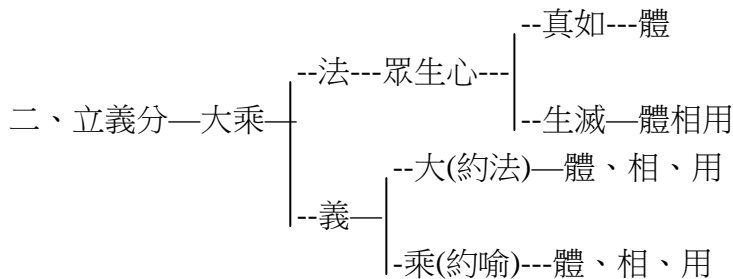 --真如---體
--法---眾生心---
二、立義分—大乘—
--生滅—體相用
--大(約法)—體、相、用
--義—
-乘(約喻)---體、相、用